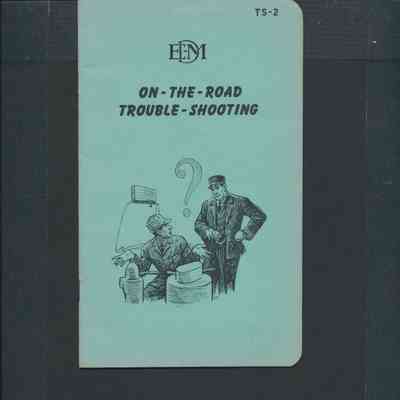 TS-2
EMD
ON-THE-ROAD
TROUBLE-SHOOTING
?